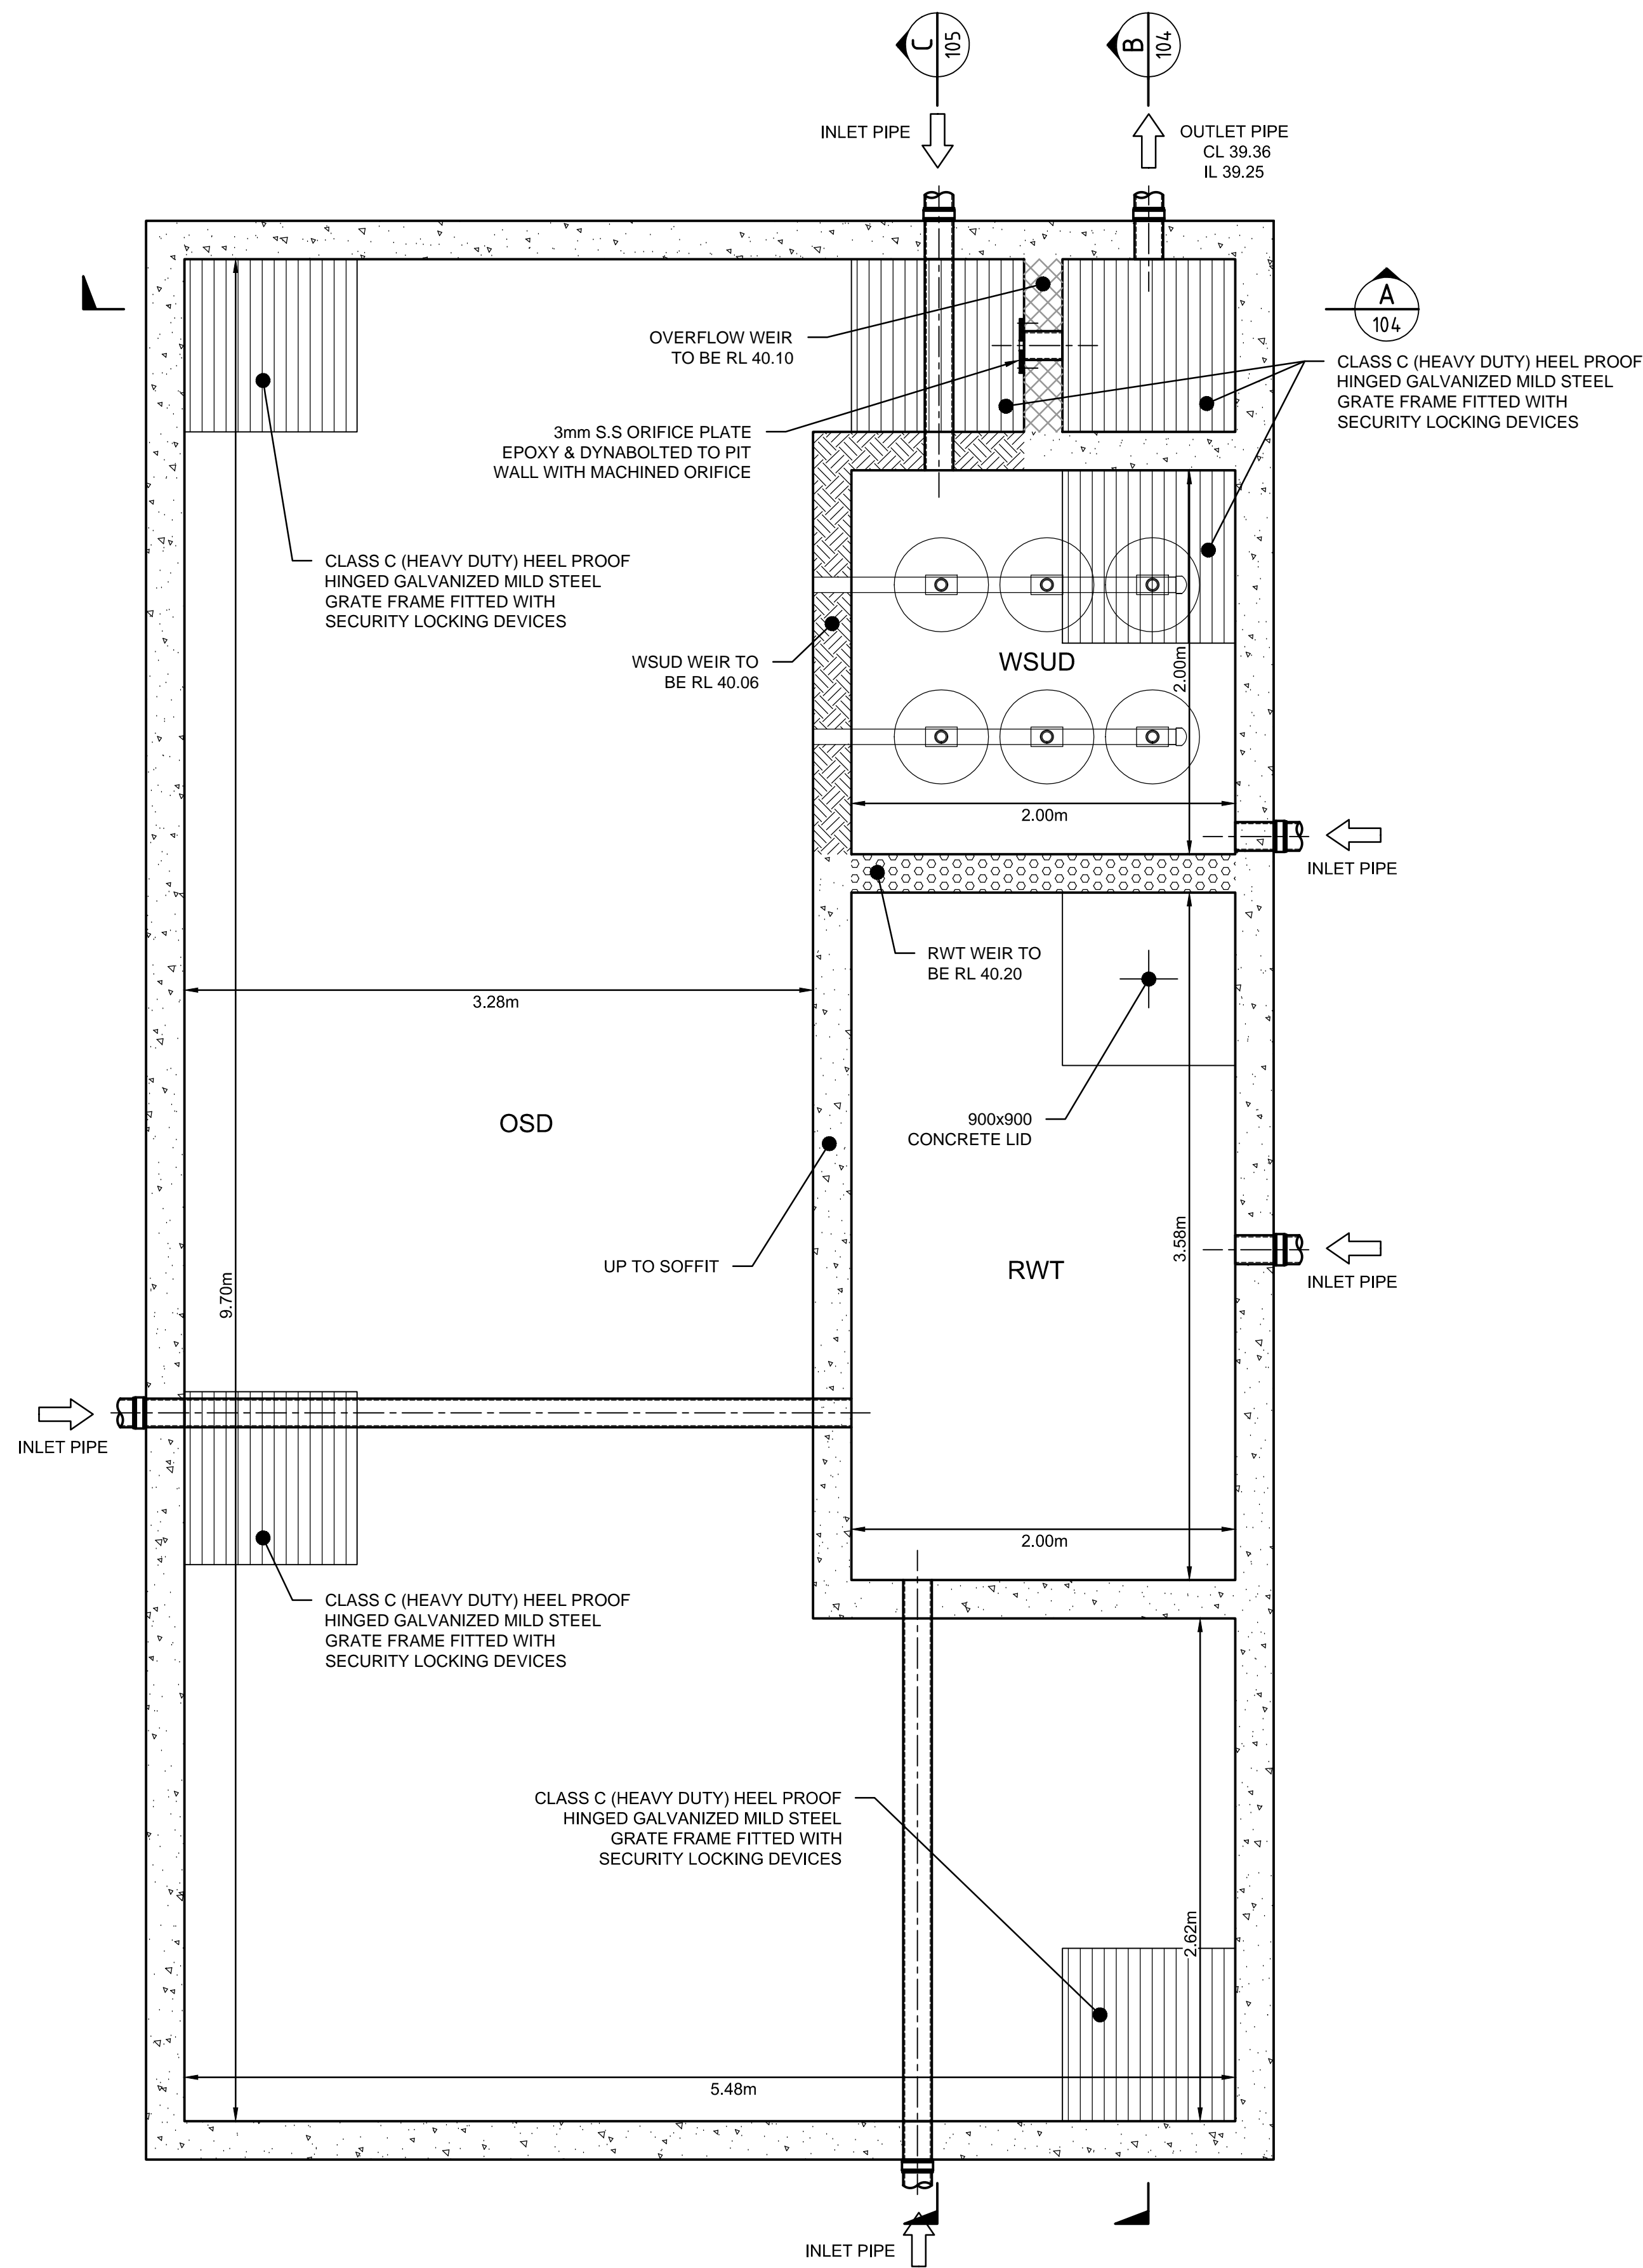 C
105
B
104
INLET PIPE
OUTLET PIPE
CL 39.36
IL 39.25
A
104
OVERFLOW WEIR
TO BE RL 40.10
CLASS C (HEAVY DUTY) HEEL PROOF
HINGED GALVANIZED MILD STEEL
GRATE FRAME FITTED WITH
SECURITY LOCKING DEVICES
3mm S.S ORIFICE PLATE
EPOXY & DYNABOLTED TO PIT
WALL WITH MACHINED ORIFICE
CLASS C (HEAVY DUTY) HEEL PROOF
HINGED GALVANIZED MILD STEEL
GRATE FRAME FITTED WITH
SECURITY LOCKING DEVICES
WSUD WEIR TO
BE RL 40.06
WSUD
2.00m
2.00m
INLET PIPE
RWT WEIR TO
BE RL 40.20
3.28m
OSD
900x900
CONCRETE LID
UP TO SOFFIT
RWT
3.58m
INLET PIPE
9.70m
INLET PIPE
2.00m
CLASS C (HEAVY DUTY) HEEL PROOF
HINGED GALVANIZED MILD STEEL
GRATE FRAME FITTED WITH
SECURITY LOCKING DEVICES
CLASS C (HEAVY DUTY) HEEL PROOF
HINGED GALVANIZED MILD STEEL
GRATE FRAME FITTED WITH
SECURITY LOCKING DEVICES
2.62m
5.48m
INLET PIPE